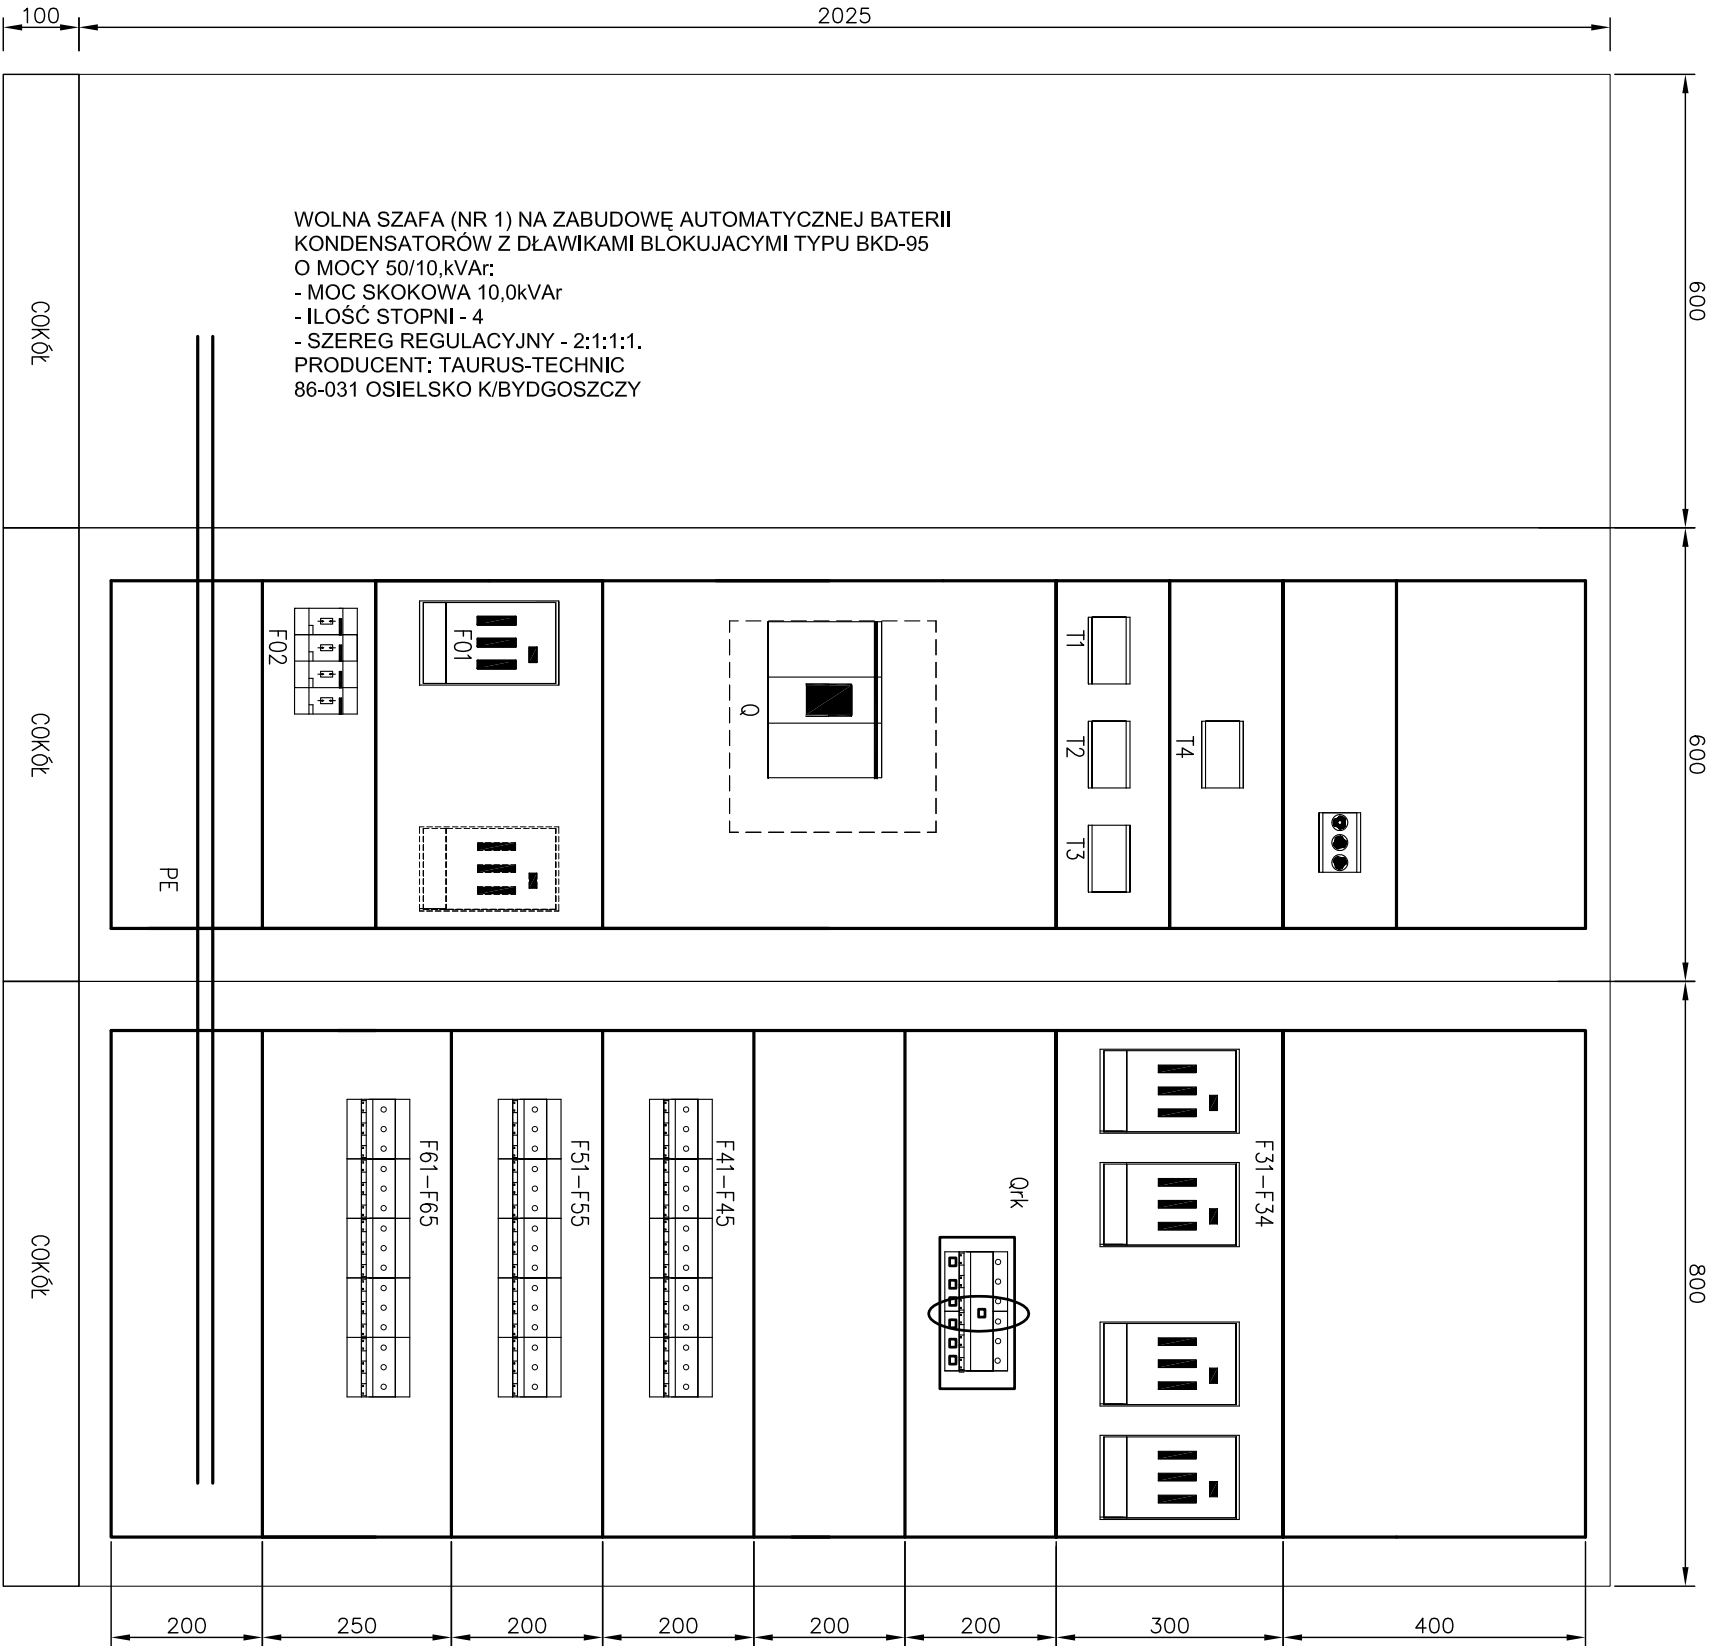 100
2025
WOLNA SZAFA (NR 1) NA ZABUDOWĘ AUTOMATYCZNEJ BATERII
KONDENSATORÓW Z DŁAWIKAMI BLOKUJACYMI TYPU BKD-95
O MOCY 50/10,kVAr:
- MOC SKOKOWA 10,0kVAr
- ILOŚĆ STOPNI - 4
- SZEREG REGULACYJNY - 2:1:1:1.
PRODUCENT: TAURUS-TECHNIC
86-031 OSIELSKO K/BYDGOSZCZY
COKÓŁ
600
COKÓŁ
PE
F02
F01
Q
T1
T2
T3
T4
600
COKÓŁ
F61-F65
F51-F55
F41-F45
Qrk
F31-F34
800
200
250
200
200
200
200
300
400